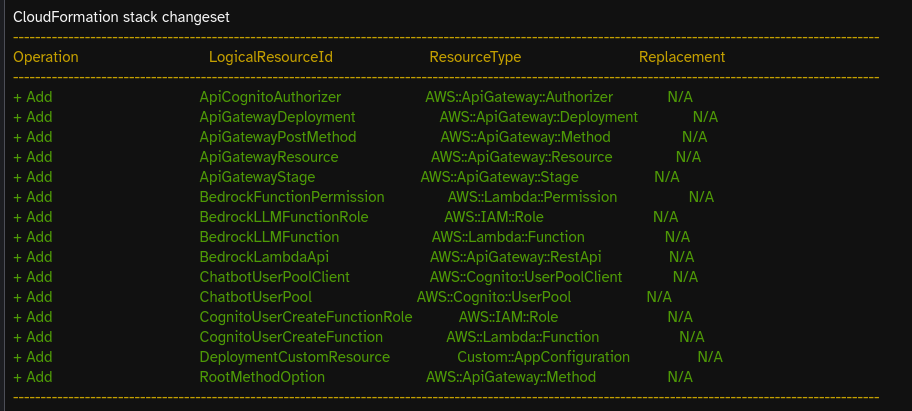 CloudFormation stack changeset
Operation LogicalResourceId ResourceType Replacement
+ Add ApiCognitoAuthorizer AWS::ApiGateway::Authorizer N/A
+ Add ApiGatewayDeployment AWS::ApiGateway::Deployment N/A
+ Add ApiGatewayPostMethod AWS::ApiGateway::Method N/A
+ Add ApiGatewayResource AWS::ApiGateway::Resource N/A
+ Add ApiGatewayStage AWS::ApiGateway::Stage N/A
+ Add BedrockFunctionPermission AWS::Lambda::Permission N/A
+ Add BedrockLLMFunctionRole AWS::IAM::Role N/A
+ Add BedrockLLMFunction AWS::Lambda::Function N/A
+ Add BedrockLambdaApi AWS::ApiGateway::RestApi N/A
+ Add ChatbotUserPoolClient AWS::Cognito::UserPoolClient N/A
+ Add ChatbotUserPool AWS::Cognito::UserPool N/A
+ Add CognitoUserCreateFunctionRole AWS::IAM::Role N/A
+ Add CognitoUserCreateFunction AWS::Lambda::Function N/A
+ Add DeploymentCustomResource Custom::AppConfiguration N/A
+ Add RootMethodOption AWS::ApiGateway::Method N/A